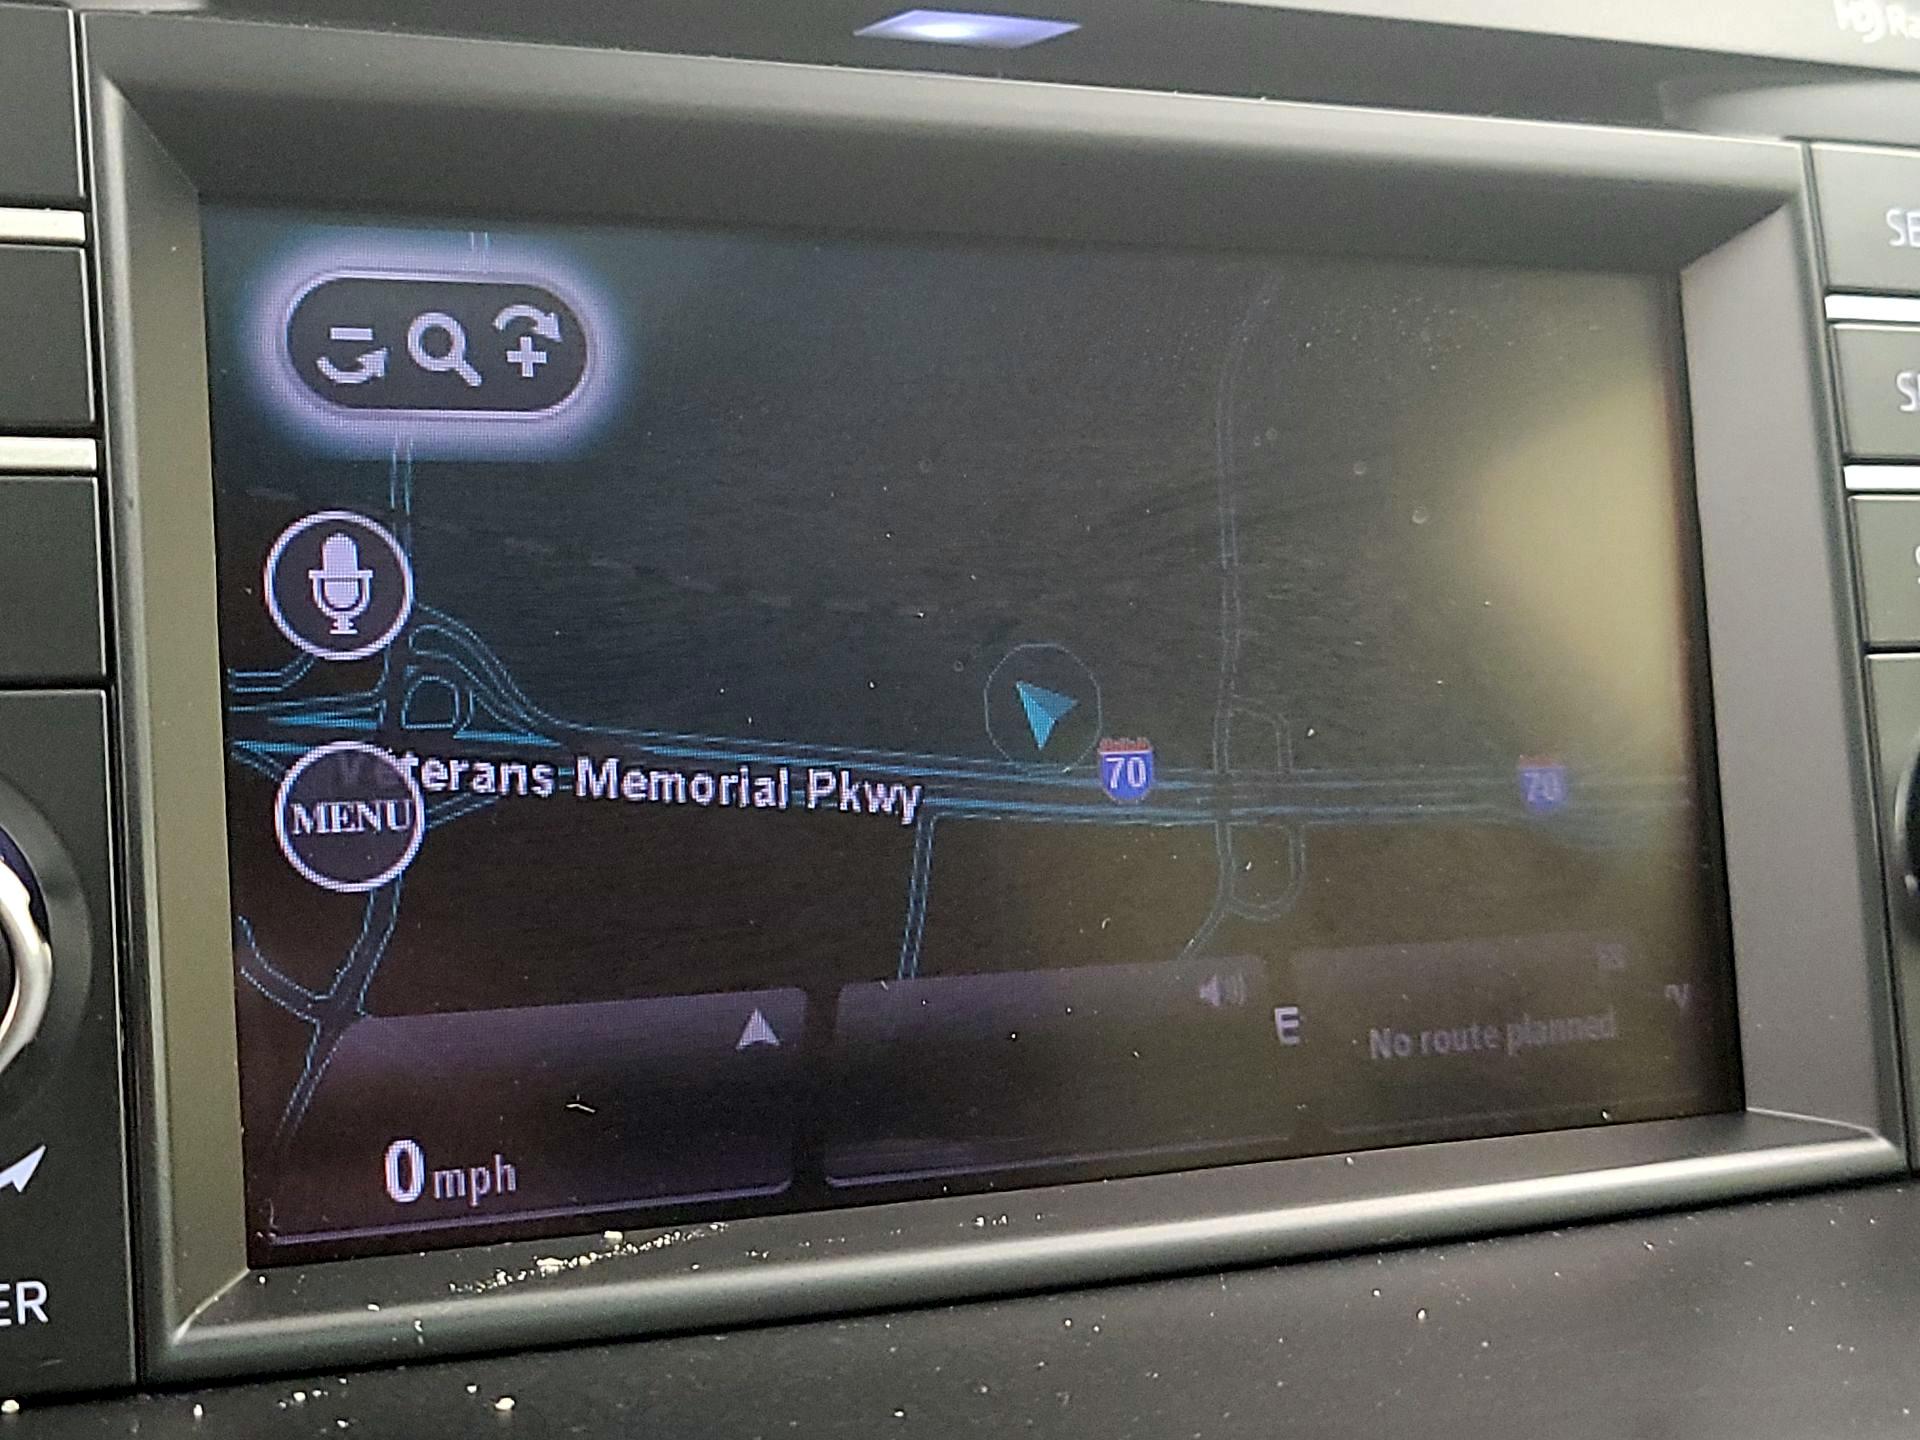 Veterans Memorial Pkwy
70
70
MENU
E
No route planned
0 mph
ER